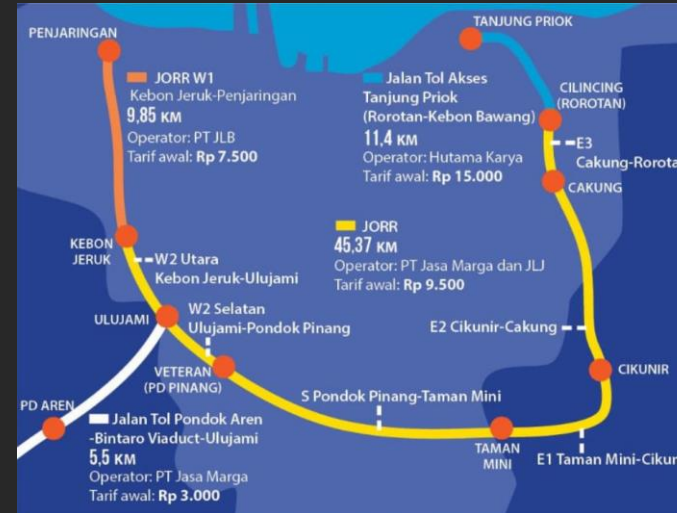 PENJARINGAN
TANJUNG PRIOK
JORR W1
Kebon Jeruk-Penjaringan
9,85 KM
Operator: PT JLB
Tarif awal: Rp 7.500
Jalan Tol Akses
Tanjung Priok
(Rorotan-Kebon Bawang)
11,4 KM
Operator: Hutama Karya
Tarif awal: Rp 15.000
CILINCING
(ROROTAN)
E3
Cakung-Rorota
CAKUNG
JORR
45,37 KM
Operator: PT Jasa Marga dan JLJ
Tarif awal: Rp 9.500
KEBON
JERUK
W2 Utara
Kebon Jeruk-Ulujami
ULUJAMI
W2 Selatan
Ulujami-Pondok Pinang
E2 Cikunir-Cakung
VETERAN
(PD PINANG)
CIKUNIR
S Pondok Pinang-Taman Mini
PD AREN
Jalan Tol Pondok Aren
-Bintaro Viaduct-Ulujami
5,5 KM
Operator: PT Jasa Marga
Tarif awal: Rp 3.000
TAMAN
MINI
E1 Taman Mini-Cikun